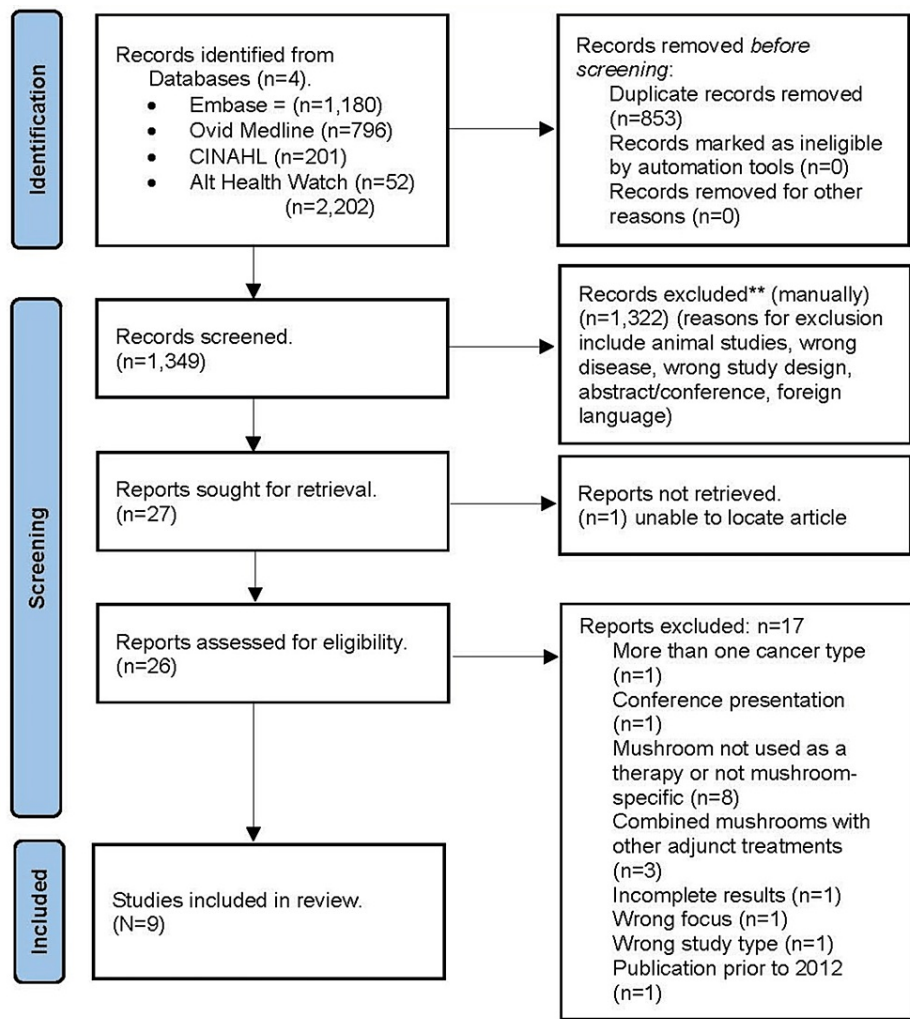 Identification
Records identified from
Databases (n=4).
• Embase = (n=1,180)
• Ovid Medline (n=796)
• CINAHL (n=201)
• Alt Health Watch (n=52)
(n=2,202)
Records removed before
screening:
Duplicate records removed
(n=853)
Records marked as ineligible
by automation tools (n=0)
Records removed for other
reasons (n=0)
Screening
Records screened.
(n=1,349)
Records excluded** (manually)
(n=1,322) (reasons for exclusion
include animal studies, wrong
disease, wrong study design,
abstract/conference, foreign
language)
Reports sought for retrieval.
(n=27)
Reports not retrieved.
(n=1) unable to locate article
Reports assessed for eligibility.
(n=26)
Reports excluded: n=17
More than one cancer type
(n=1)
Conference presentation
(n=1)
Mushroom not used as a
therapy or not mushroom-
specific (n=8)
Combined mushrooms with
other adjunct treatments
(n=3)
Incomplete results (n=1)
Wrong focus (n=1)
Wrong study type (n=1)
Publication prior to 2012
(n=1)
Included
Studies included in review.
(N=9)